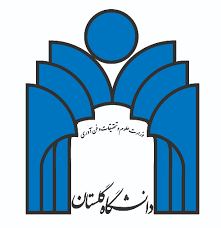 وزارت علوم و تحقیقات و فن آوری
دانشگاه گلستان